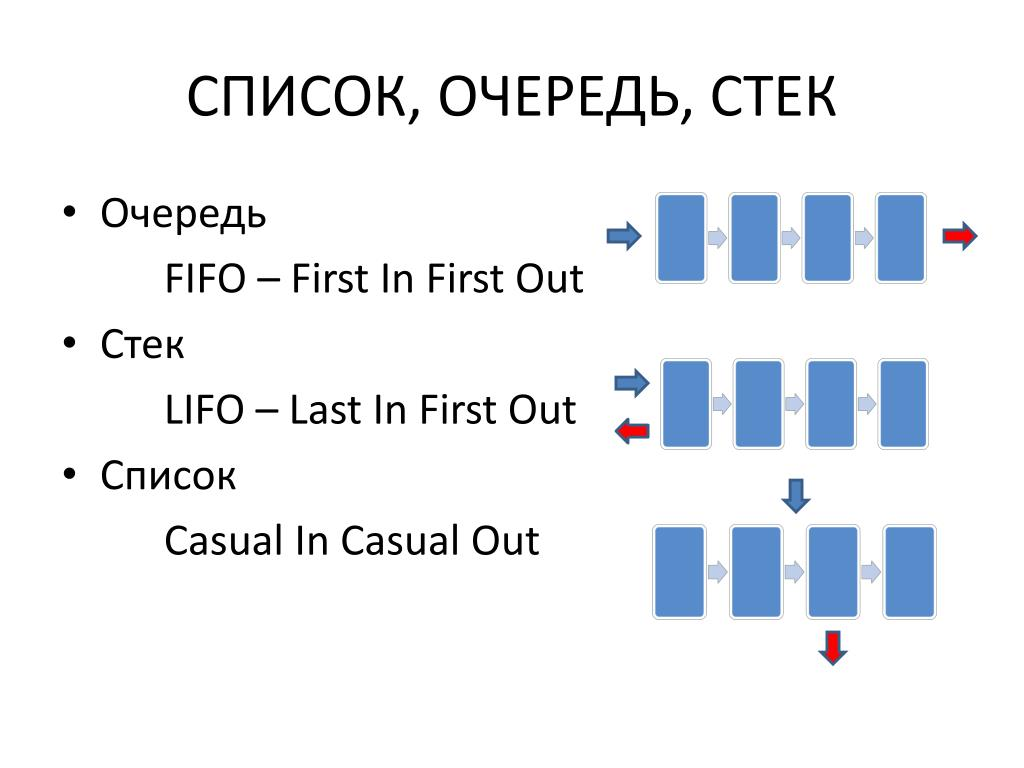 СПИСОК, ОЧЕРЕДЬ, СТЕК
• Очередь
FIFO – First In First Out
• Стек
LIFO – Last In First Out
• Список
Casual In Casual Out